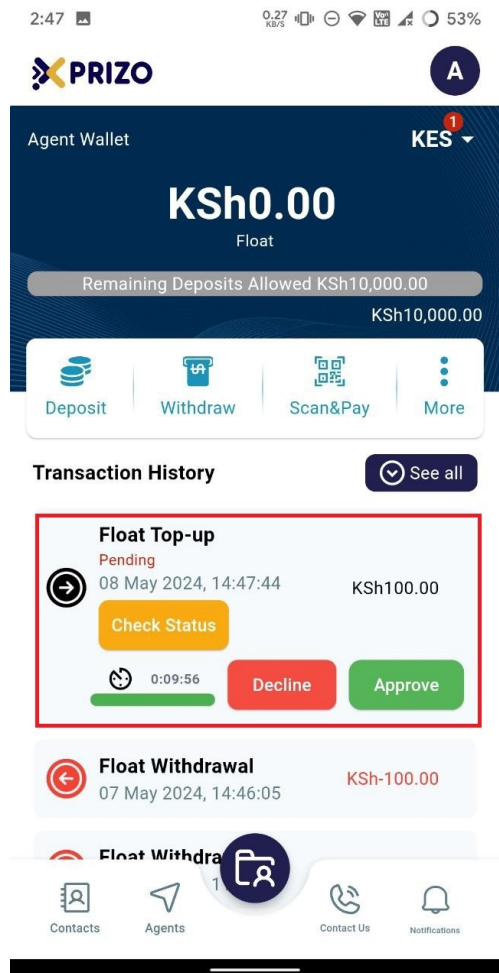 2:47
0.27 KB/S
Vo LTE
53%
PRIZO
A
Agent Wallet
KES
1
KSh0.00
Float
Remaining Deposits Allowed KSh10,000.00
KSh10,000.00
Deposit
Withdraw
Scan&Pay
More
Transaction History
See all
Float Top-up
Pending
08 May 2024, 14:47:44
KSh100.00
Check Status
0:09:56
Decline
Approve
Float Withdrawal
KSh-100.00
07 May 2024, 14:46:05
Float
Contacts
Agents
Contact Us
Notifications